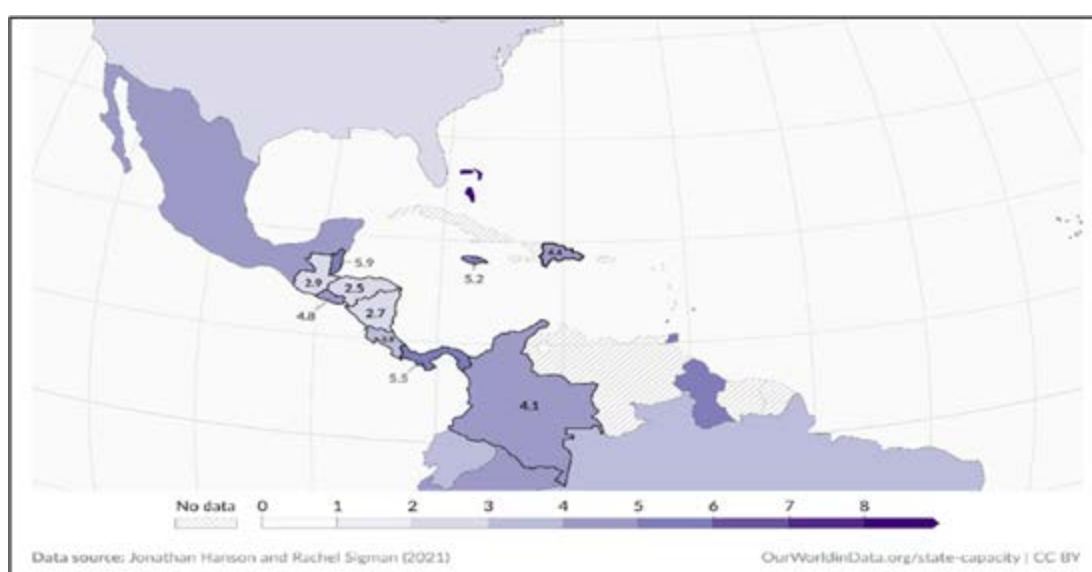 5.9
5.2
2.9
2.5
4.8
2.7
5.5
4.1
No data
0 1 2 3 4 5 6 7 8
Data source: Jonathan Hanson and Rachel Sigman (2021)
OurWorldinData.org/state-capacity | CC BY